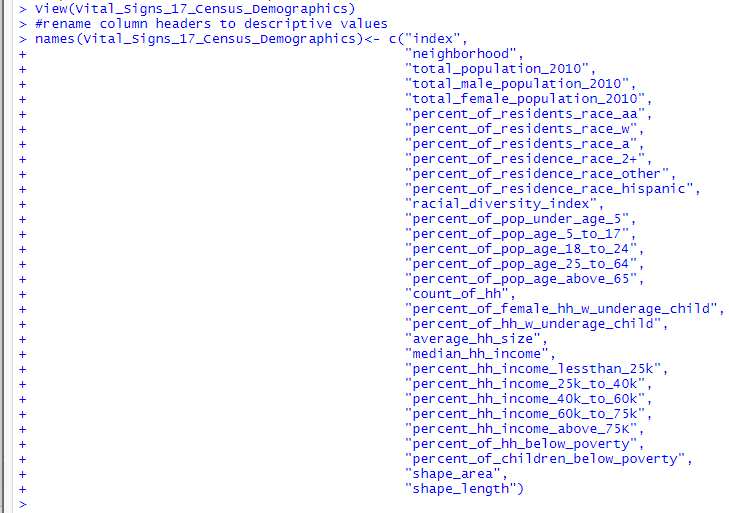 > View(Vital_Signs_17_Census_Demographics)
> #rename column headers to descriptive values
> names(Vital_Signs_17_Census_Demographics)<- c("index",
+ "neighborhood",
+ "total_population_2010",
+ "total_male_population_2010",
+ "total_female_population_2010",
+ "percent_of_residents_race_aa",
+ "percent_of_residents_race_w",
+ "percent_of_residents_race_a",
+ "percent_of_residence_race_2+",
+ "percent_of_residence_race_other",
+ "percent_of_residence_race_hispanic",
+ "racial_diversity_index",
+ "percent_of_pop_under_age_5",
+ "percent_of_pop_age_5_to_17",
+ "percent_of_pop_age_18_to_24",
+ "percent_of_pop_age_25_to_64",
+ "percent_of_pop_age_above_65",
+ "count_of_hh",
+ "percent_of_female_hh_w_underage_child",
+ "percent_of_hh_w_underage_child",
+ "average_hh_size",
+ "median_hh_income",
+ "percent_hh_income_lessthan_25k",
+ "percent_hh_income_25k_to_40k",
+ "percent_hh_income_40k_to_60k",
+ "percent_hh_income_60k_to_75k",
+ "percent_hh_income_above_75K",
+ "percent_of_hh_below_poverty",
+ "percent_of_children_below_poverty",
+ "shape_area",
+ "shape_length")
>